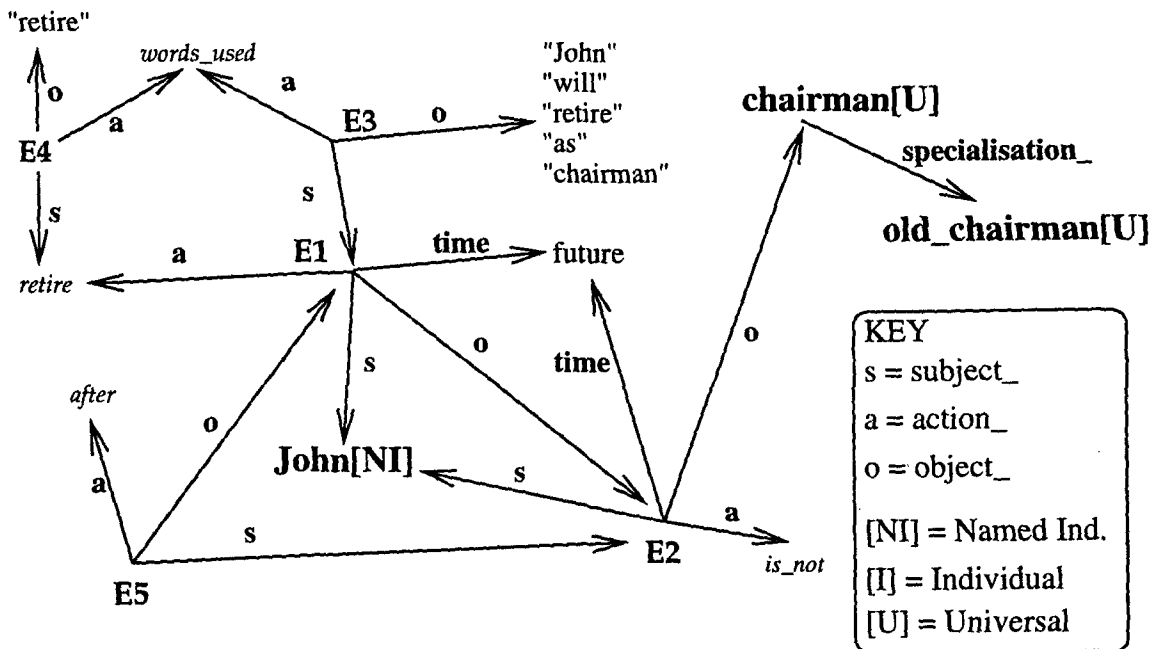 "retire"
words_used
"John"
"will"
"retire"
"as"
"chairman"
o
a
a
E3
o
E4
s
s
chairman[U]
specialisation_
old_chairman[U]
E1
a
time
future
retire
o
s
o
time
o
after
a
John[NI]
s
s
a
E5
E2
is_not
KEY
s = subject_
a = action_
o = object_
[NI] = Named Ind.
[I] = Individual
[U] = Universal